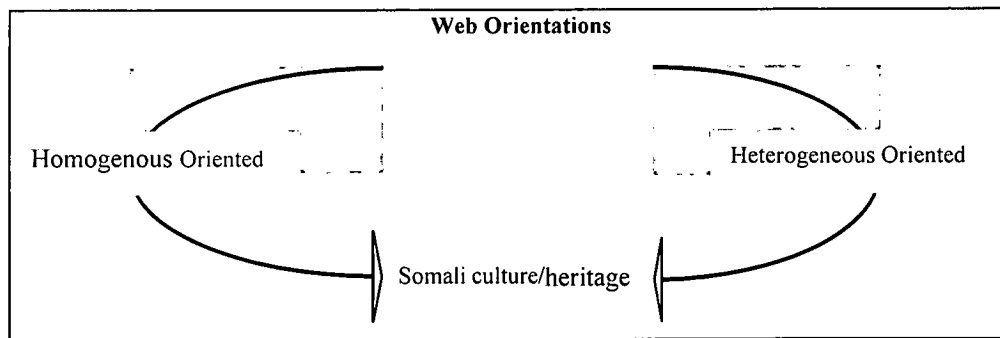 Web Orientations
Homogenous Oriented
Heterogeneous Oriented
Somali culture/heritage